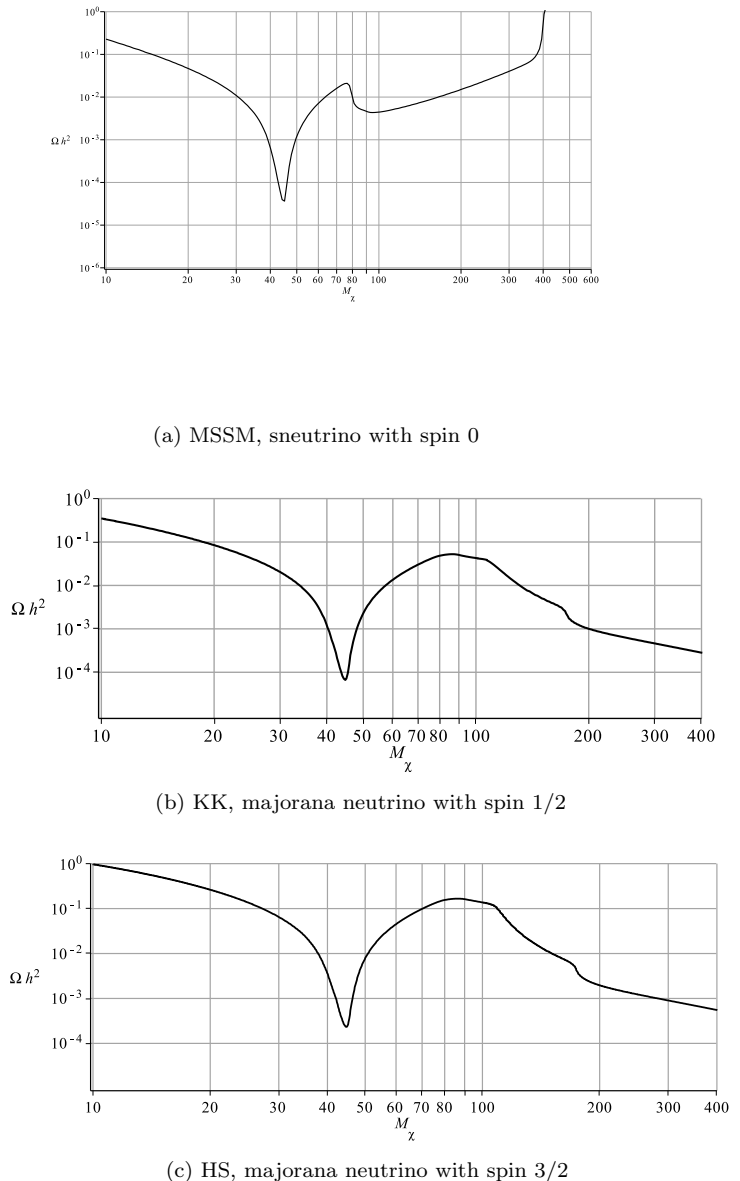 10^0
10^-1
10^-2
Ω h^2 10^-3
10^-4
10^-5
10^-6
10 20 30 40 50 60 70 80 100 200 300 400 500 600
M_χ
(a) MSSM, sneutrino with spin 0
10^0
10^-1
10^-2
Ω h^2
10^-3
10^-4
10 20 30 40 50 60 70 80 100 200 300 400
M_χ
(b) KK, majorana neutrino with spin 1/2
10^0
10^-1
10^-2
Ω h^2
10^-3
10^-4
10 20 30 40 50 60 70 80 100 200 300 400
M_χ
(c) HS, majorana neutrino with spin 3/2